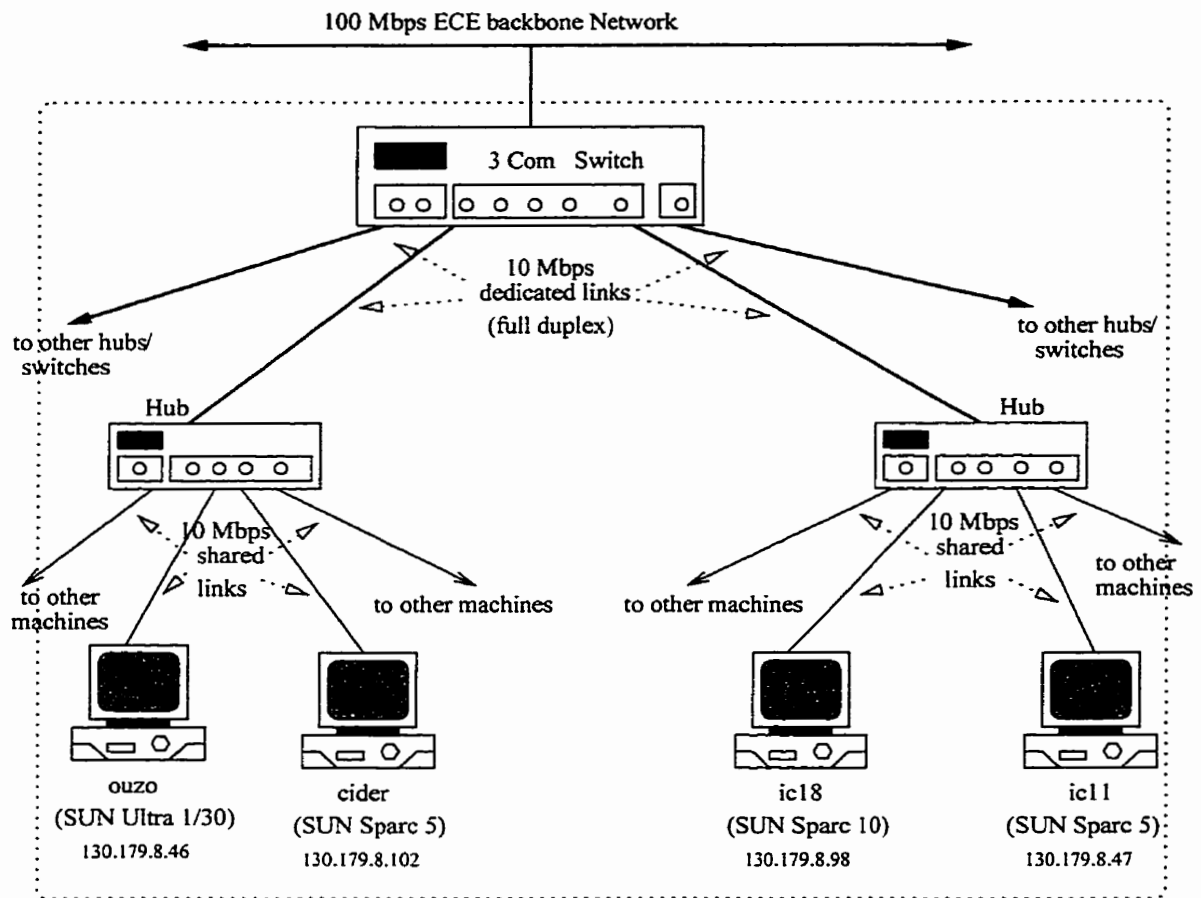 100 Mbps ECE backbone Network
3 Com Switch
10 Mbps
dedicated links
(full duplex)
to other hubs/
switches
to other hubs/
switches
Hub
Hub
10 Mbps
shared
links
10 Mbps
shared
links
to other
machines
to other machines
to other machines
to other
machines
ouzo
(SUN Ultra 1/30)
130.179.8.46
cider
(SUN Sparc 5)
130.179.8.102
ic18
(SUN Sparc 10)
130.179.8.98
ic11
(SUN Sparc 5)
130.179.8.47